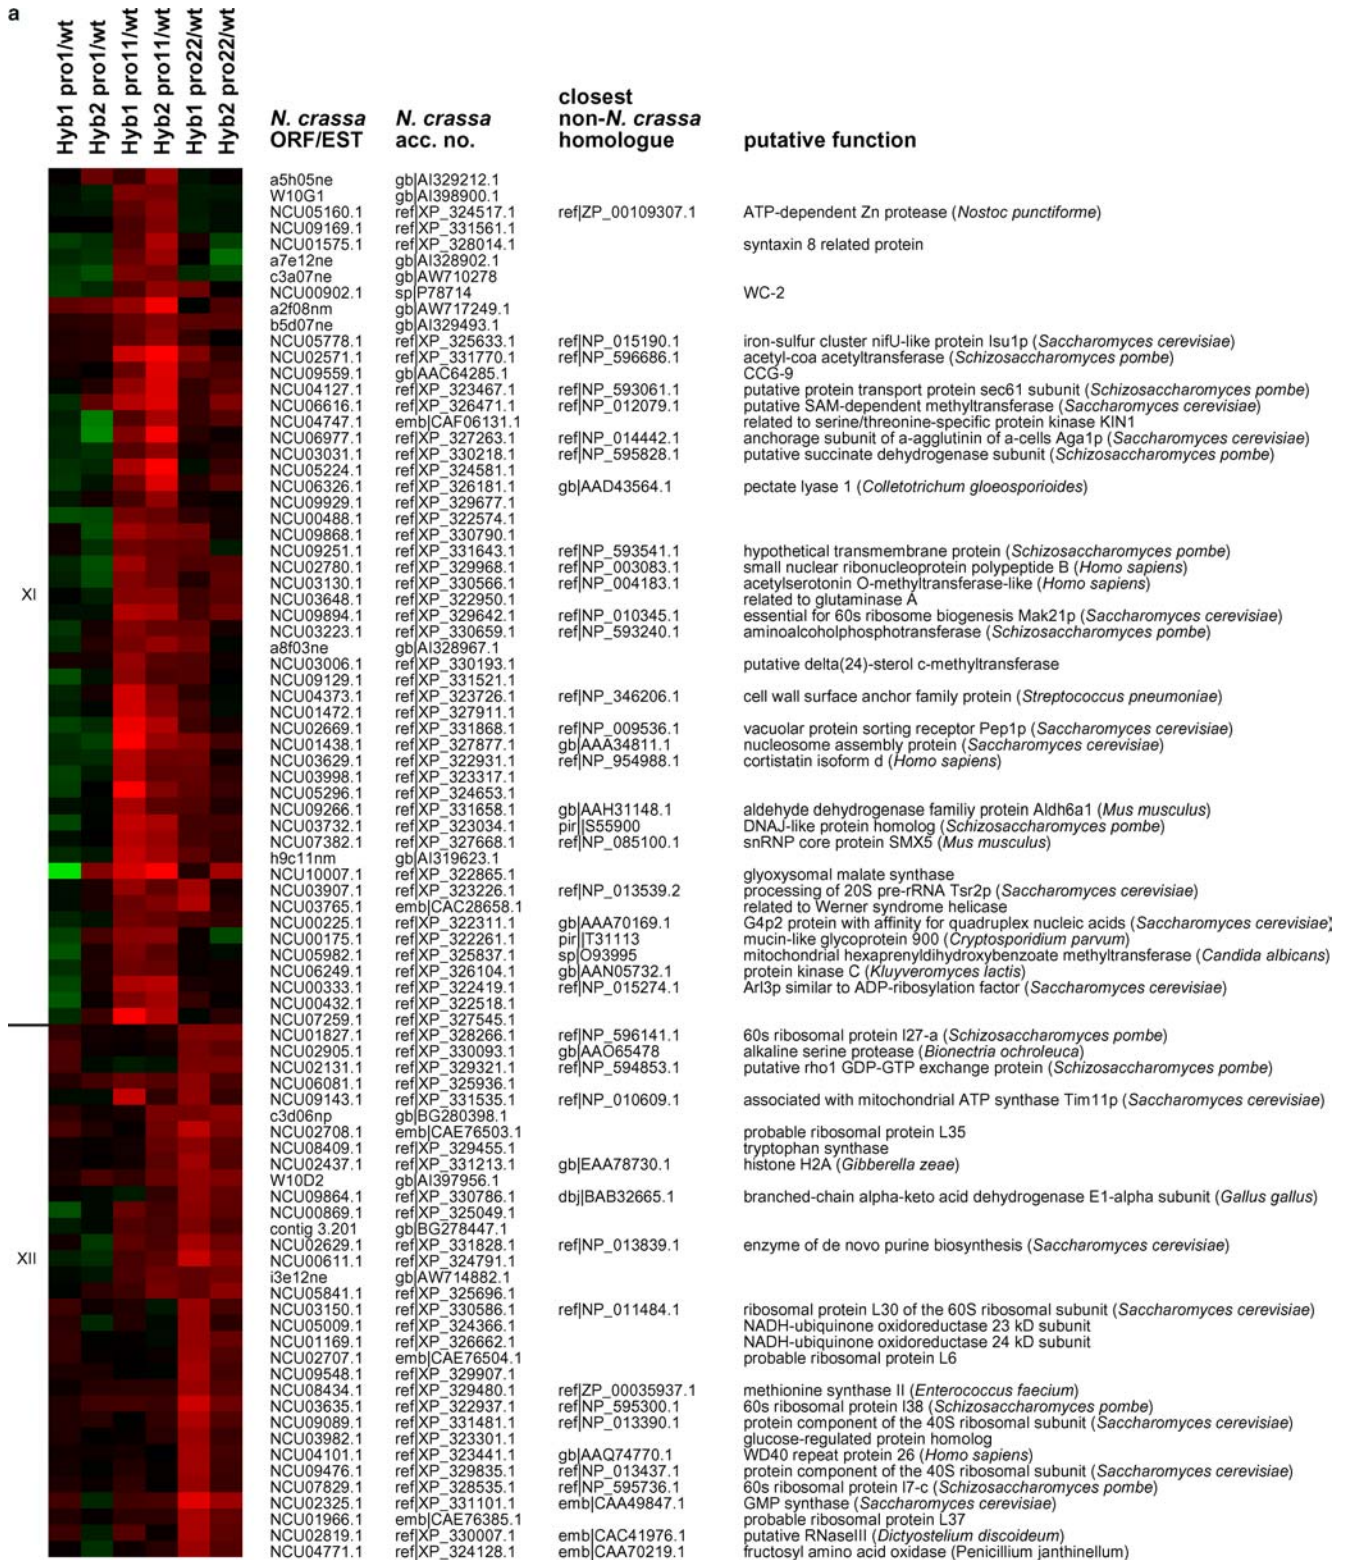 a
Hyb1 pro1/wt
Hyb2 pro1/wt
Hyb1 pro11/wt
Hyb2 pro11/wt
Hyb1 pro22/wt
Hyb2 pro22/wt
N. crassa ORF/EST
N. crassa acc. no.
closest non-N. crassa homologue
putative function
a5h05ne gb|AI329212.1
W10G1 gb|AI398900.1
NCU05160.1 ref|XP_324517.1 ref|ZP_00109307.1 ATP-dependent Zn protease (Nostoc punctiforme)
NCU09169.1 ref|XP_331561.1
NCU01575.1 ref|XP_328014.1 syntaxin 8 related protein
a7e12ne gb|AI328902.1
c3a07ne gb|AW710278
NCU00902.1 sp|P78714 WC-2
a2f08nm gb|AW717249.1
b5d07ne gb|AI329493.1
NCU05778.1 ref|XP_325633.1 ref|NP_015190.1 iron-sulfur cluster nifU-like protein Isu1p (Saccharomyces cerevisiae)
NCU02571.1 ref|XP_331770.1 ref|NP_596686.1 acetyl-coa acetyltransferase (Schizosaccharomyces pombe)
NCU09559.1 gb|AAC64285.1 CCG-9
NCU04127.1 ref|XP_323467.1 ref|NP_593061.1 putative protein transport protein sec61 subunit (Schizosaccharomyces pombe)
NCU06616.1 ref|XP_326471.1 ref|NP_012079.1 putative SAM-dependent methyltransferase (Saccharomyces cerevisiae)
NCU04747.1 emb|CAF06131.1 related to serine/threonine-specific protein kinase KIN1
NCU06977.1 ref|XP_327263.1 ref|NP_014442.1 anchorage subunit of a-agglutinin of a-cells Aga1p (Saccharomyces cerevisiae)
NCU03031.1 ref|XP_330218.1 ref|NP_595828.1 putative succinate dehydrogenase subunit (Schizosaccharomyces pombe)
NCU05224.1 ref|XP_324581.1
NCU06326.1 ref|XP_326181.1 gb|AAD43564.1 pectate lyase 1 (Colletotrichum gloeosporioides)
NCU09929.1 ref|XP_329677.1
NCU00488.1 ref|XP_322574.1
NCU09868.1 ref|XP_330790.1
NCU09251.1 ref|XP_331643.1 ref|NP_593541.1 hypothetical transmembrane protein (Schizosaccharomyces pombe)
NCU02780.1 ref|XP_329968.1 ref|NP_003083.1 small nuclear ribonucleoprotein polypeptide B (Homo sapiens)
NCU03130.1 ref|XP_330566.1 ref|NP_004183.1 acetylserotonin O-methyltransferase-like (Homo sapiens)
XI
NCU03648.1 ref|XP_322950.1 related to glutaminase A
NCU09894.1 ref|XP_329642.1 ref|NP_010345.1 essential for 60s ribosome biogenesis Mak21p (Saccharomyces cerevisiae)
NCU03223.1 ref|XP_330659.1 ref|NP_593240.1 aminoalcoholphosphotransferase (Schizosaccharomyces pombe)
a8f03ne gb|AI328967.1
NCU03006.1 ref|XP_330193.1 putative delta(24)-sterol c-methyltransferase
NCU09129.1 ref|XP_331521.1
NCU04373.1 ref|XP_323726.1 ref|NP_346206.1 cell wall surface anchor family protein (Streptococcus pneumoniae)
NCU01472.1 ref|XP_327911.1
NCU02669.1 ref|XP_331868.1 ref|NP_009536.1 vacuolar protein sorting receptor Pep1p (Saccharomyces cerevisiae)
NCU01438.1 ref|XP_327877.1 gb|AAA34811.1 nucleosome assembly protein (Saccharomyces cerevisiae)
NCU03629.1 ref|XP_322931.1 ref|NP_954988.1 cortistatin isoform d (Homo sapiens)
NCU03998.1 ref|XP_323317.1
NCU05296.1 ref|XP_324653.1
NCU09266.1 ref|XP_331658.1 gb|AAH31148.1 aldehyde dehydrogenase familiy protein Aldh6a1 (Mus musculus)
NCU03732.1 ref|XP_323034.1 pir||S55900 DNAJ-like protein homolog (Schizosaccharomyces pombe)
NCU07382.1 ref|XP_327668.1 ref|NP_085100.1 snRNP core protein SMX5 (Mus musculus)
h9c11nm gb|AI319623.1
NCU10007.1 ref|XP_322865.1 glyoxysomal malate synthase
NCU03907.1 ref|XP_323226.1 ref|NP_013539.2 processing of 20S pre-rRNA Tsr2p (Saccharomyces cerevisiae)
NCU03765.1 emb|CAC28658.1 related to Werner syndrome helicase
NCU00225.1 ref|XP_322311.1 gb|AAA70169.1 G4p2 protein with affinity for quadruplex nucleic acids (Saccharomyces cerevisiae)
NCU00175.1 ref|XP_322261.1 pir||T31113 mucin-like glycoprotein 900 (Cryptosporidium parvum)
NCU05982.1 ref|XP_325837.1 sp|O93995 mitochondrial hexaprenyldihydroxybenzoate methyltransferase (Candida albicans)
NCU06249.1 ref|XP_326104.1 gb|AAN05732.1 protein kinase C (Kluyveromyces lactis)
NCU00333.1 ref|XP_322419.1 ref|NP_015274.1 Arl3p similar to ADP-ribosylation factor (Saccharomyces cerevisiae)
NCU00432.1 ref|XP_322518.1
NCU07259.1 ref|XP_327545.1
NCU01827.1 ref|XP_328266.1 ref|NP_596141.1 60s ribosomal protein l27-a (Schizosaccharomyces pombe)
NCU02905.1 ref|XP_330093.1 gb|AAO65478 alkaline serine protease (Bionectria ochroleuca)
NCU02131.1 ref|XP_329321.1 ref|NP_594853.1 putative rho1 GDP-GTP exchange protein (Schizosaccharomyces pombe)
NCU06081.1 ref|XP_325936.1
NCU09143.1 ref|XP_331535.1 ref|NP_010609.1 associated with mitochondrial ATP synthase Tim11p (Saccharomyces cerevisiae)
c3d06np gb|BG280398.1
NCU02708.1 emb|CAE76503.1 probable ribosomal protein L35
NCU08409.1 ref|XP_329455.1 tryptophan synthase
NCU02437.1 ref|XP_331213.1 gb|EAA78730.1 histone H2A (Gibberella zeae)
W10D2 gb|AI397956.1
NCU09864.1 ref|XP_330786.1 dbj|BAB32665.1 branched-chain alpha-keto acid dehydrogenase E1-alpha subunit (Gallus gallus)
NCU00869.1 ref|XP_325049.1
contig 3.201 gb|BG278447.1
NCU02629.1 ref|XP_331828.1 ref|NP_013839.1 enzyme of de novo purine biosynthesis (Saccharomyces cerevisiae)
XII
NCU00611.1 ref|XP_324791.1
i3e12ne gb|AW714882.1
NCU05841.1 ref|XP_325696.1
NCU03150.1 ref|XP_330586.1 ref|NP_011484.1 ribosomal protein L30 of the 60S ribosomal subunit (Saccharomyces cerevisiae)
NCU05009.1 ref|XP_324366.1 NADH-ubiquinone oxidoreductase 23 kD subunit
NCU01169.1 ref|XP_326662.1 NADH-ubiquinone oxidoreductase 24 kD subunit
NCU02707.1 emb|CAE76504.1 probable ribosomal protein L6
NCU09548.1 ref|XP_329907.1
NCU08434.1 ref|XP_329480.1 ref|ZP_00035937.1 methionine synthase II (Enterococcus faecium)
NCU03635.1 ref|XP_322937.1 ref|NP_595300.1 60s ribosomal protein l38 (Schizosaccharomyces pombe)
NCU09089.1 ref|XP_331481.1 ref|NP_013390.1 protein component of the 40S ribosomal subunit (Saccharomyces cerevisiae)
NCU03982.1 ref|XP_323301.1 glucose-regulated protein homolog
NCU04101.1 ref|XP_323441.1 gb|AAQ74770.1 WD40 repeat protein 26 (Homo sapiens)
NCU09476.1 ref|XP_329835.1 ref|NP_013437.1 protein component of the 40S ribosomal subunit (Saccharomyces cerevisiae)
NCU07829.1 ref|XP_328535.1 ref|NP_595736.1 60s ribosomal protein l7-c (Schizosaccharomyces pombe)
NCU02325.1 ref|XP_331101.1 emb|CAA49847.1 GMP synthase (Saccharomyces cerevisiae)
NCU01966.1 emb|CAE76385.1 probable ribosomal protein L37
NCU02819.1 ref|XP_330007.1 emb|CAC41976.1 putative RNaseIII (Dictyostelium discoideum)
NCU04771.1 ref|XP_324128.1 emb|CAA70219.1 fructosyl amino acid oxidase (Penicillium janthinellum)